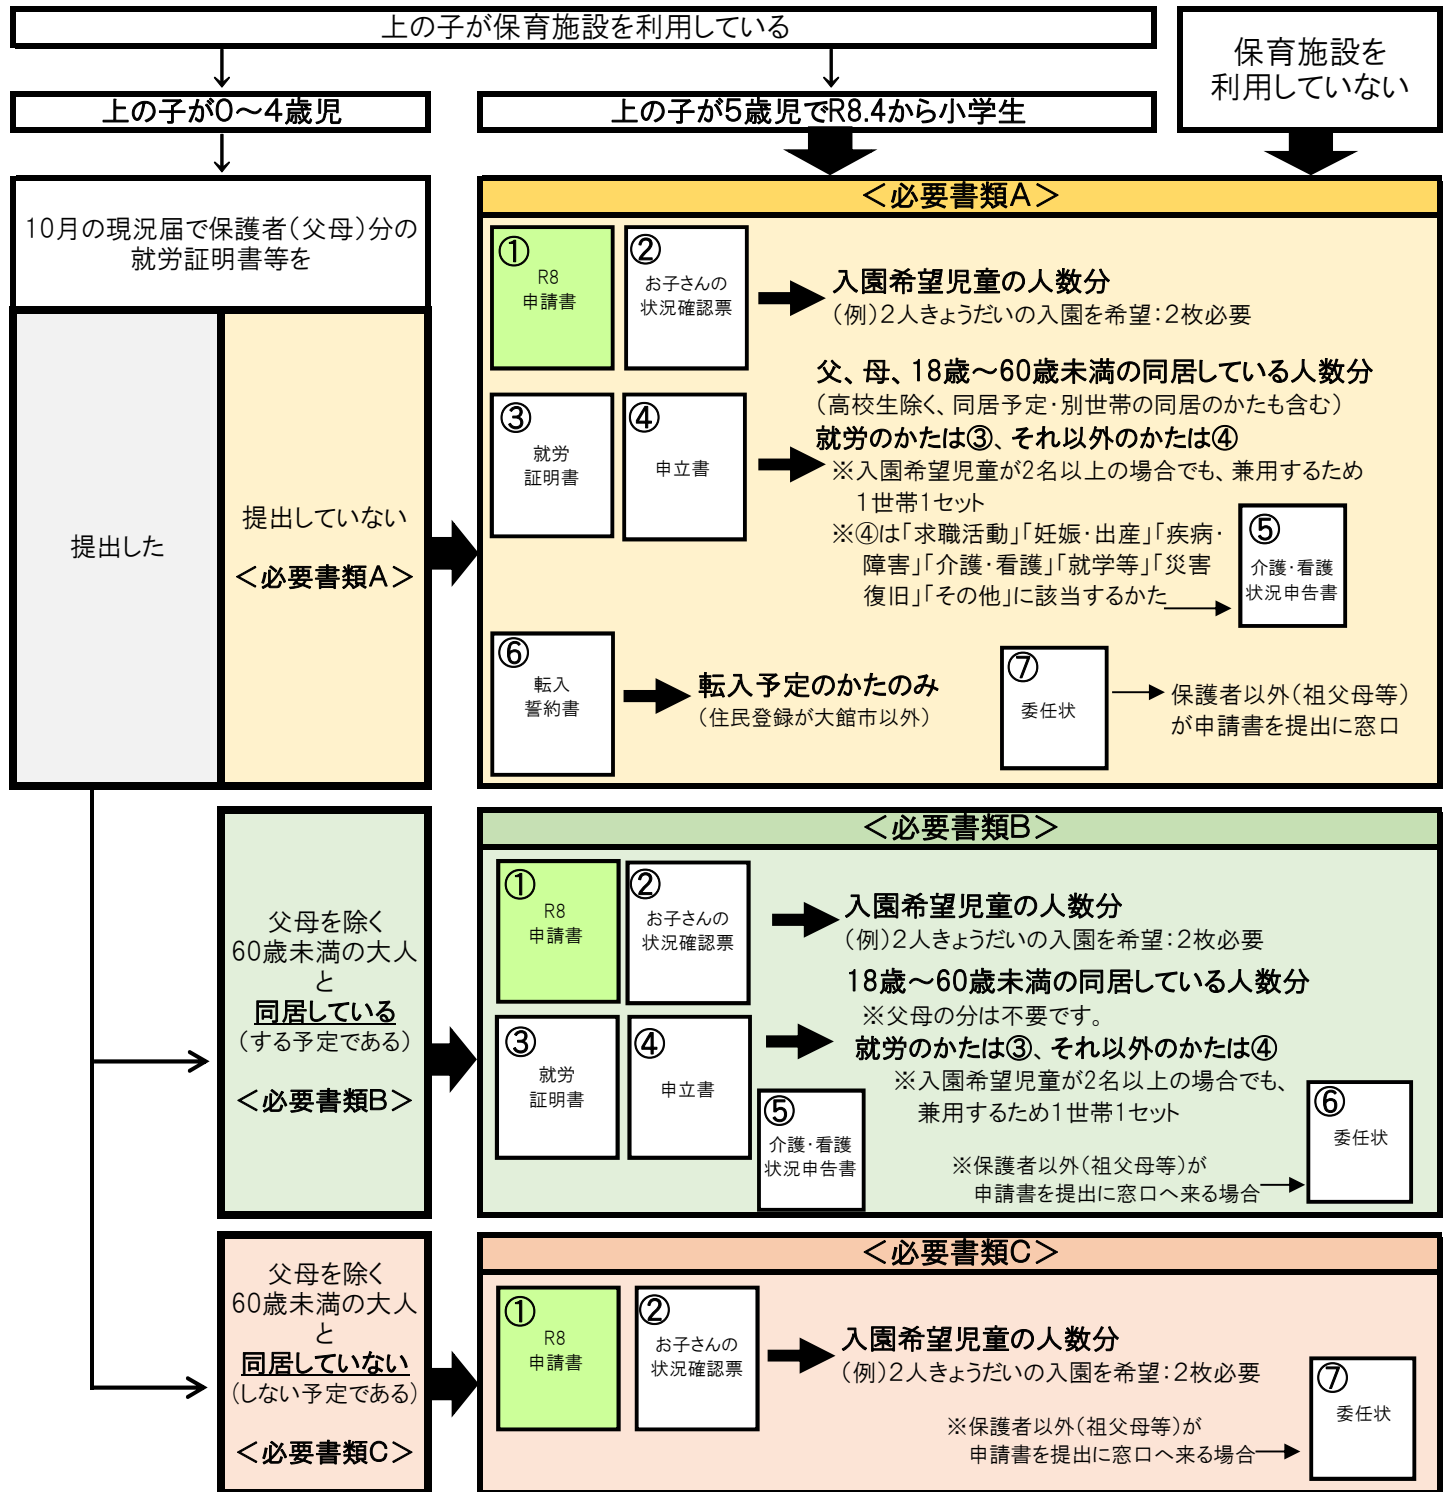 上の子が保育施設を利用している
保育施設を
利用していない
上の子が0～4歳児
上の子が5歳児でR8.4から小学生
10月の現況届で保護者(父母)分の
就労証明書等を
提出した
提出していない
＜必要書類A＞
＜必要書類A＞
①
R8
申請書
②
お子さんの
状況確認票
入園希望児童の人数分
(例)2人きょうだいの入園を希望:2枚必要
③
就労
証明書
④
申立書
父、母、18歳～60歳未満の同居している人数分
(高校生除く、同居予定・別世帯の同居のかたも含む)
就労のかたは③、それ以外のかたは④
※入園希望児童が2名以上の場合でも、兼用するため
1世帯1セット
※④は「求職活動」「妊娠・出産」「疾病・
障害」「介護・看護」「就学等」「災害
復旧」「その他」に該当するかた
⑤
介護・看護
状況申告書
⑥
転入
誓約書
転入予定のかたのみ
(住民登録が大館市以外)
⑦
委任状
保護者以外(祖父母等)
が申請書を提出に窓口
父母を除く
60歳未満の大人
と
同居している
(する予定である)
＜必要書類B＞
＜必要書類B＞
①
R8
申請書
②
お子さんの
状況確認票
入園希望児童の人数分
(例)2人きょうだいの入園を希望:2枚必要
③
就労
証明書
④
申立書
⑤
介護・看護
状況申告書
18歳～60歳未満の同居している人数分
※父母の分は不要です。
就労のかたは③、それ以外のかたは④
※入園希望児童が2名以上の場合でも、
兼用するため1世帯1セット
※保護者以外(祖父母等)が
申請書を提出に窓口へ来る場合
⑥
委任状
父母を除く
60歳未満の大人
と
同居していない
(しない予定である)
＜必要書類C＞
＜必要書類C＞
①
R8
申請書
②
お子さんの
状況確認票
入園希望児童の人数分
(例)2人きょうだいの入園を希望:2枚必要
※保護者以外(祖父母等)が
申請書を提出に窓口へ来る場合
⑦
委任状